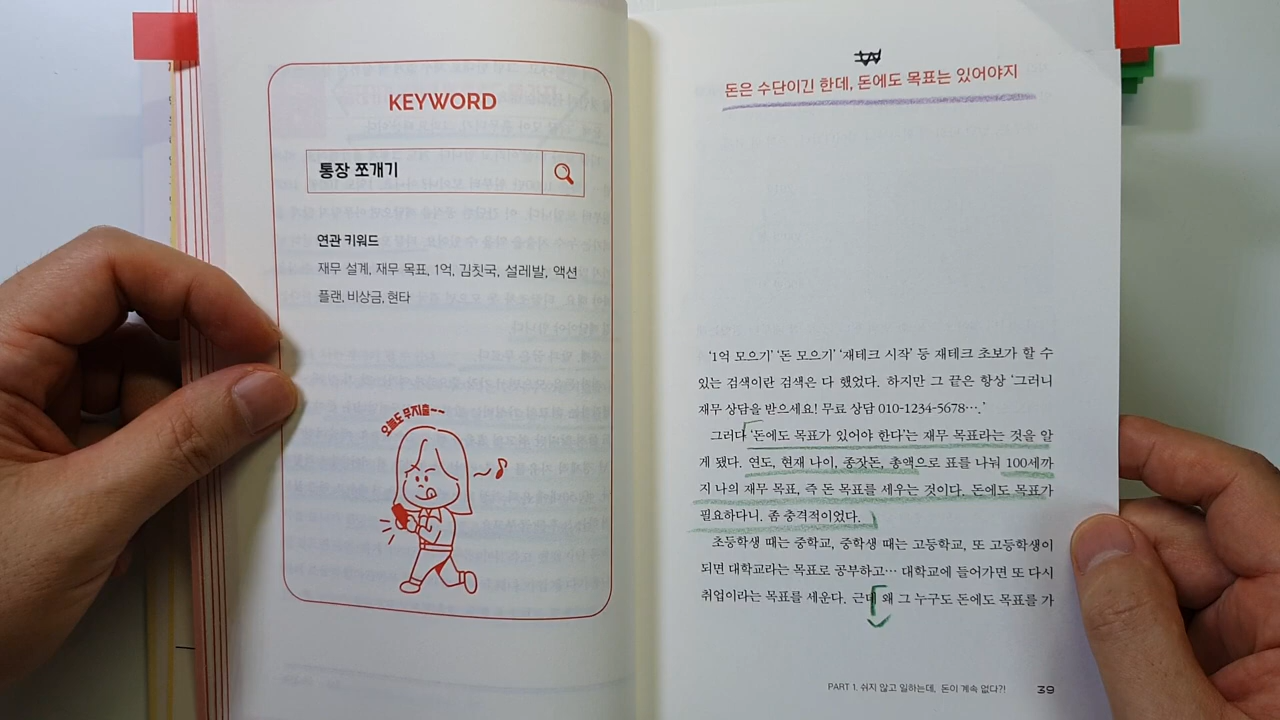 KEYWORD
통장 쪼개기
연관 키워드
재무 설계, 재무 목표, 1억, 김칫국, 설레발, 액션
플랜, 비상금, 현타
오늘도 무지출~~
돈은 수단이긴 한데, 돈에도 목표는 있어야지
‘1억 모으기’ ‘돈 모으기’ ‘재테크 시작’ 등 재테크 초보가 할 수
있는 검색이란 검색은 다 했었다. 하지만 그 끝은 항상 ‘그러니
재무 상담을 받으세요! 무료 상담 010-1234-5678….’
그러다 ‘돈에도 목표가 있어야 한다’는 재무 목표라는 것을 알
게 됐다. 연도, 현재 나이, 종잣돈, 총액으로 표를 나눠 100세까
지 나의 재무 목표, 즉 돈 목표를 세우는 것이다. 돈에도 목표가
필요하다니. 좀 충격적이었다.
초등학생 때는 중학교, 중학생 때는 고등학교, 또 고등학생이
되면 대학교라는 목표로 공부하고… 대학교에 들어가면 또 다시
취업이라는 목표를 세운다. 근데 왜 그 누구도 돈에도 목표를 가
PART 1. 쉬지 않고 일하는데, 돈이 계속 없다?! 39